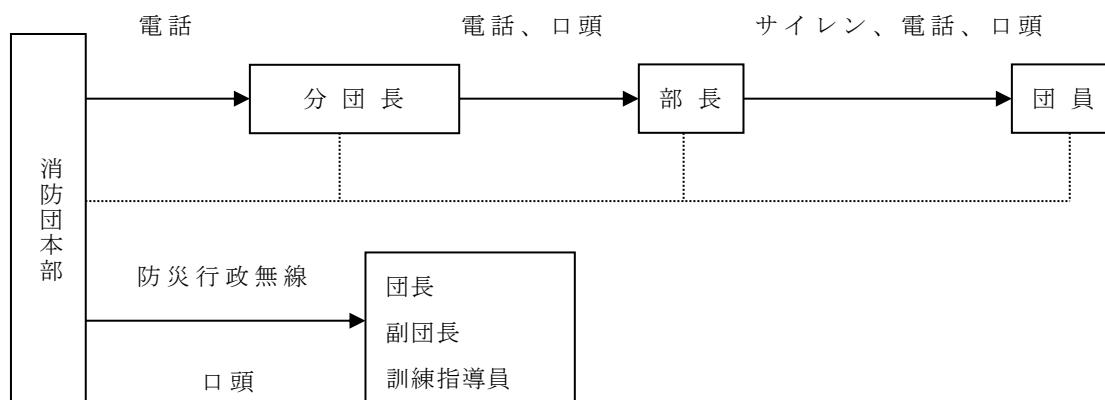 電話
電話、口頭
サイレン、電話、口頭
分団長
部長
団員
消防団本部
防災行政無線
口頭
団長
副団長
訓練指導員